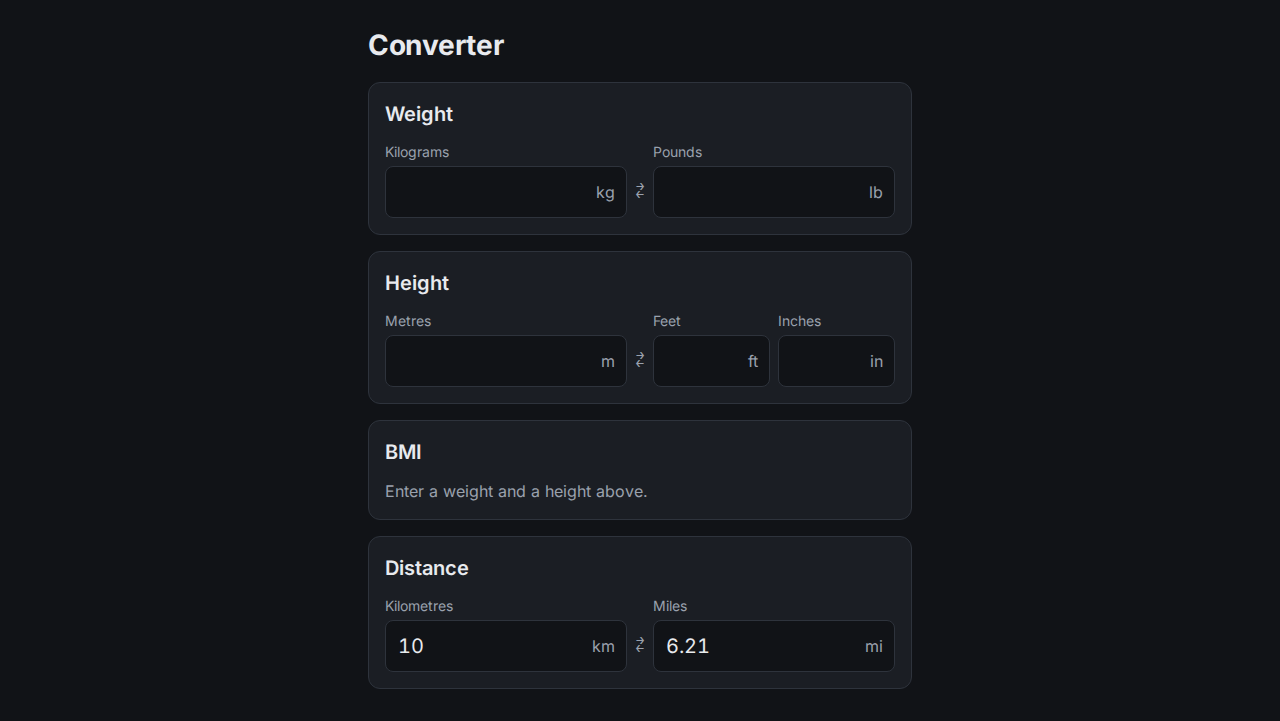 Converter
Weight
Kilograms Pounds
kg ⇄ lb
Height
Metres Feet Inches
m ⇄ ft in
BMI
Enter a weight and a height above.
Distance
Kilometres Miles
10 km ⇄ 6.21 mi